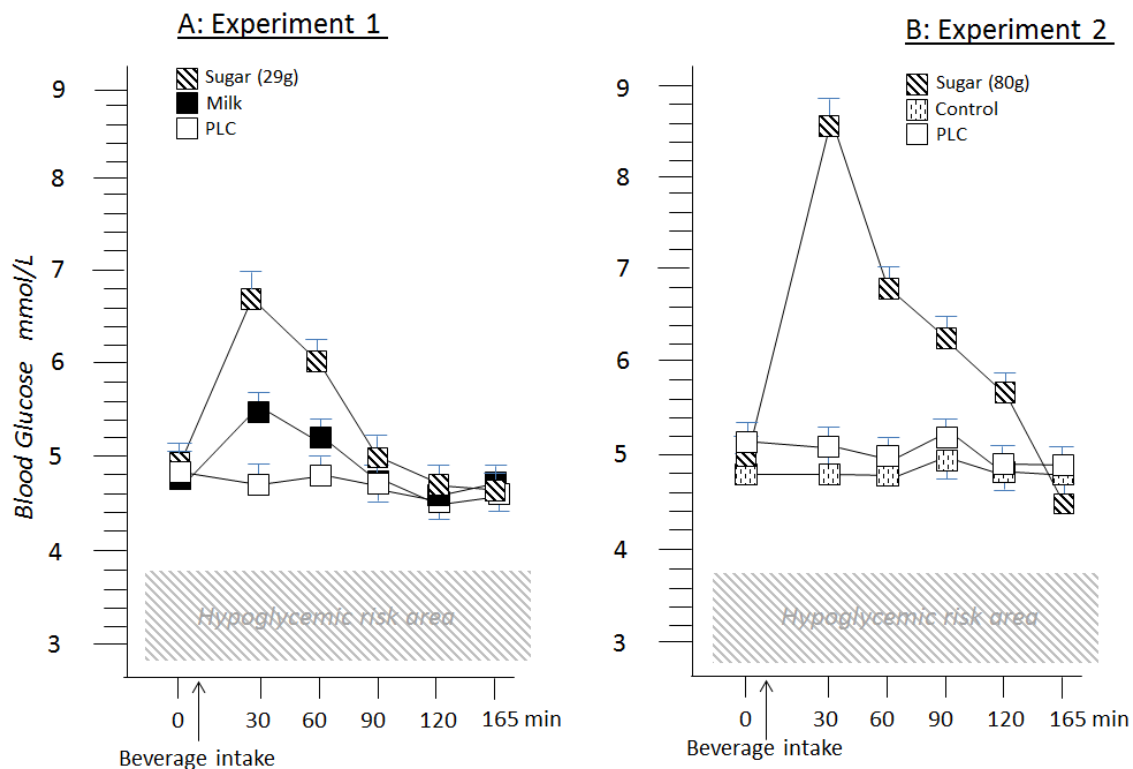 A: Experiment 1
Sugar (29g)
Milk
PLC
Blood Glucose mmol/L
9
8
7
6
5
4
3
Hypoglycemic risk area
0 30 60 90 120 165 min
Beverage intake
B: Experiment 2
Sugar (80g)
Control
PLC
9
8
7
6
5
4
3
Hypoglycemic risk area
0 30 60 90 120 165 min
Beverage intake